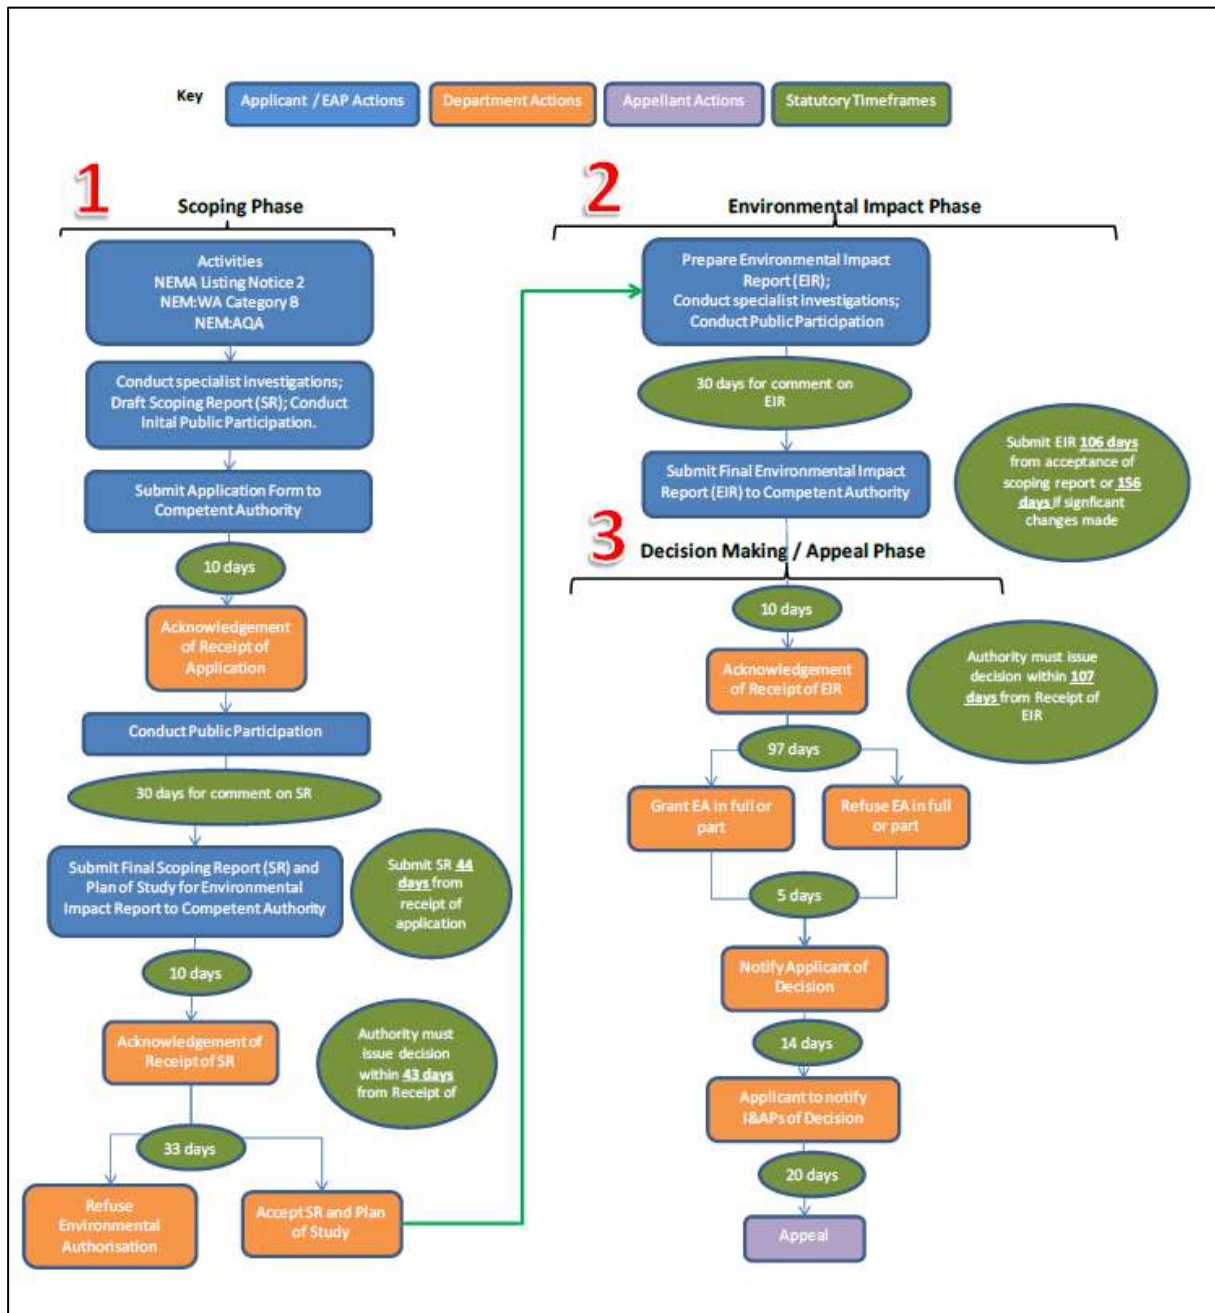 Key
Applicant / EAP Actions
Department Actions
Appellant Actions
Statutory Timeframes
1
Scoping Phase
Activities
NEMA Listing Notice 2
NEM:WA Category B
NEM:AQA
Conduct specialist investigations;
Draft Scoping Report (SR); Conduct
Inital Public Participation.
Submit Application Form to
Competent Authority
10 days
Acknowledgement
of Receipt of
Application
Conduct Public Participation
30 days for comment on SR
Submit Final Scoping Report (SR) and
Plan of Study for Environmental
Impact Report to Competent Authority
Submit SR 44
days from
receipt of
application
10 days
Acknowledgement of
Receipt of SR
Authority must
issue decision
within 43 days
from Receipt of
33 days
Refuse
Environmental
Authorisation
Accept SR and Plan
of Study
2
Environmental Impact Phase
Prepare Environmental Impact
Report (EIR);
Conduct specialist investigations;
Conduct Public Participation
30 days for comment on
EIR
Submit Final Environmental Impact
Report (EIR) to Competent Authority
Submit EIR 106 days
from acceptance of
scoping report or 156
days if signficant
changes made
3
Decision Making / Appeal Phase
10 days
Acknowledgement
of Receipt of EIR
Authority must issue
decision within 107
days from Receipt of
EIR
97 days
Grant EA in full or
part
Refuse EA in full
or part
5 days
Notify Applicant of
Decision
14 days
Applicant to notify
I&APs of Decision
20 days
Appeal